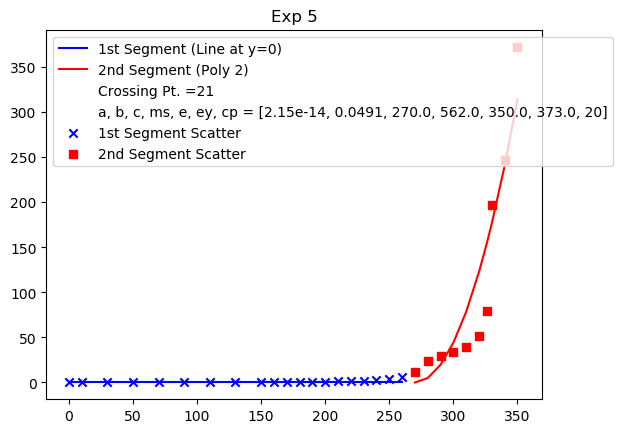 Exp 5
1st Segment (Line at y=0)
2nd Segment (Poly 2)
Crossing Pt. =21
a, b, c, ms, e, ey, cp = [2.15e-14, 0.0491, 270.0, 562.0, 350.0, 373.0, 20]
1st Segment Scatter
2nd Segment Scatter
350
300
250
200
150
100
50
0
0 50 100 150 200 250 300 350